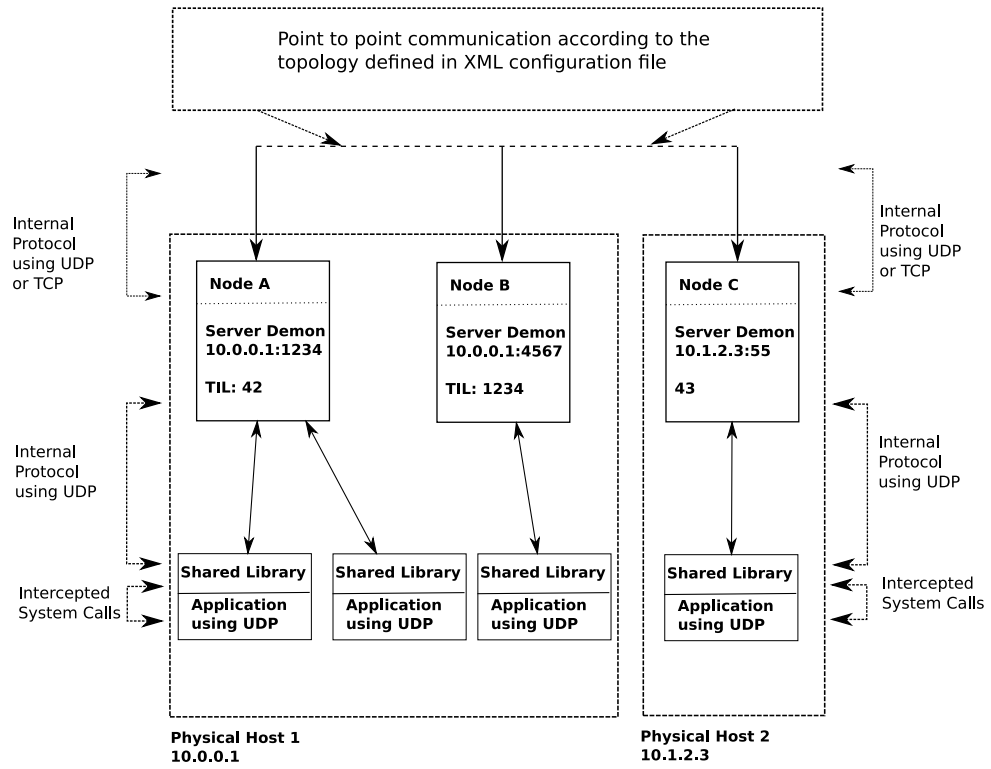 Point to point communication according to the
topology defined in XML configuration file
Internal
Protocol
using UDP
or TCP
Internal
Protocol
using UDP
or TCP
Node A
Server Demon
10.0.0.1:1234
TIL: 42
Node B
Server Demon
10.0.0.1:4567
TIL: 1234
Node C
Server Demon
10.1.2.3:55
43
Internal
Protocol
using UDP
Internal
Protocol
using UDP
Shared Library
Application
using UDP
Shared Library
Application
using UDP
Shared Library
Application
using UDP
Shared Library
Application
using UDP
Intercepted
System Calls
Intercepted
System Calls
Physical Host 1
10.0.0.1
Physical Host 2
10.1.2.3